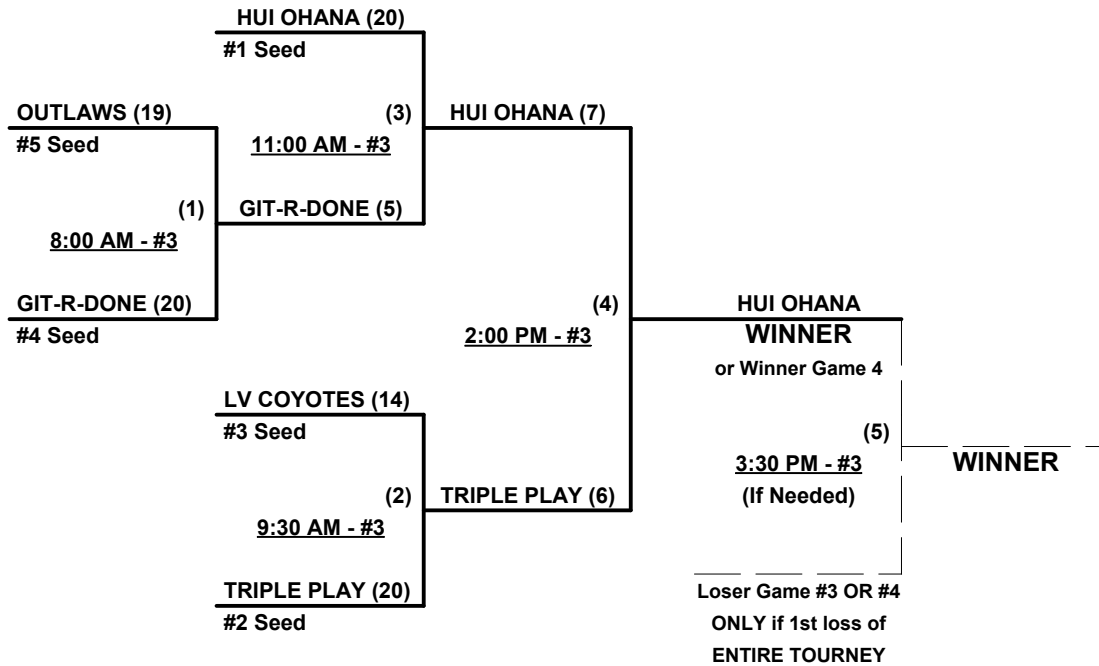 HUI OHANA (20)
#1 Seed
OUTLAWS (19)
#5 Seed
(3)
11:00 AM - #3
HUI OHANA (7)
(1)
8:00 AM - #3
GIT-R-DONE (5)
GIT-R-DONE (20)
#4 Seed
(4)
2:00 PM - #3
HUI OHANA
WINNER
or Winner Game 4
LV COYOTES (14)
#3 Seed
(5)
3:30 PM - #3
(If Needed)
WINNER
(2)
9:30 AM - #3
TRIPLE PLAY (6)
TRIPLE PLAY (20)
#2 Seed
Loser Game #3 OR #4
ONLY if 1st loss of
ENTIRE TOURNEY